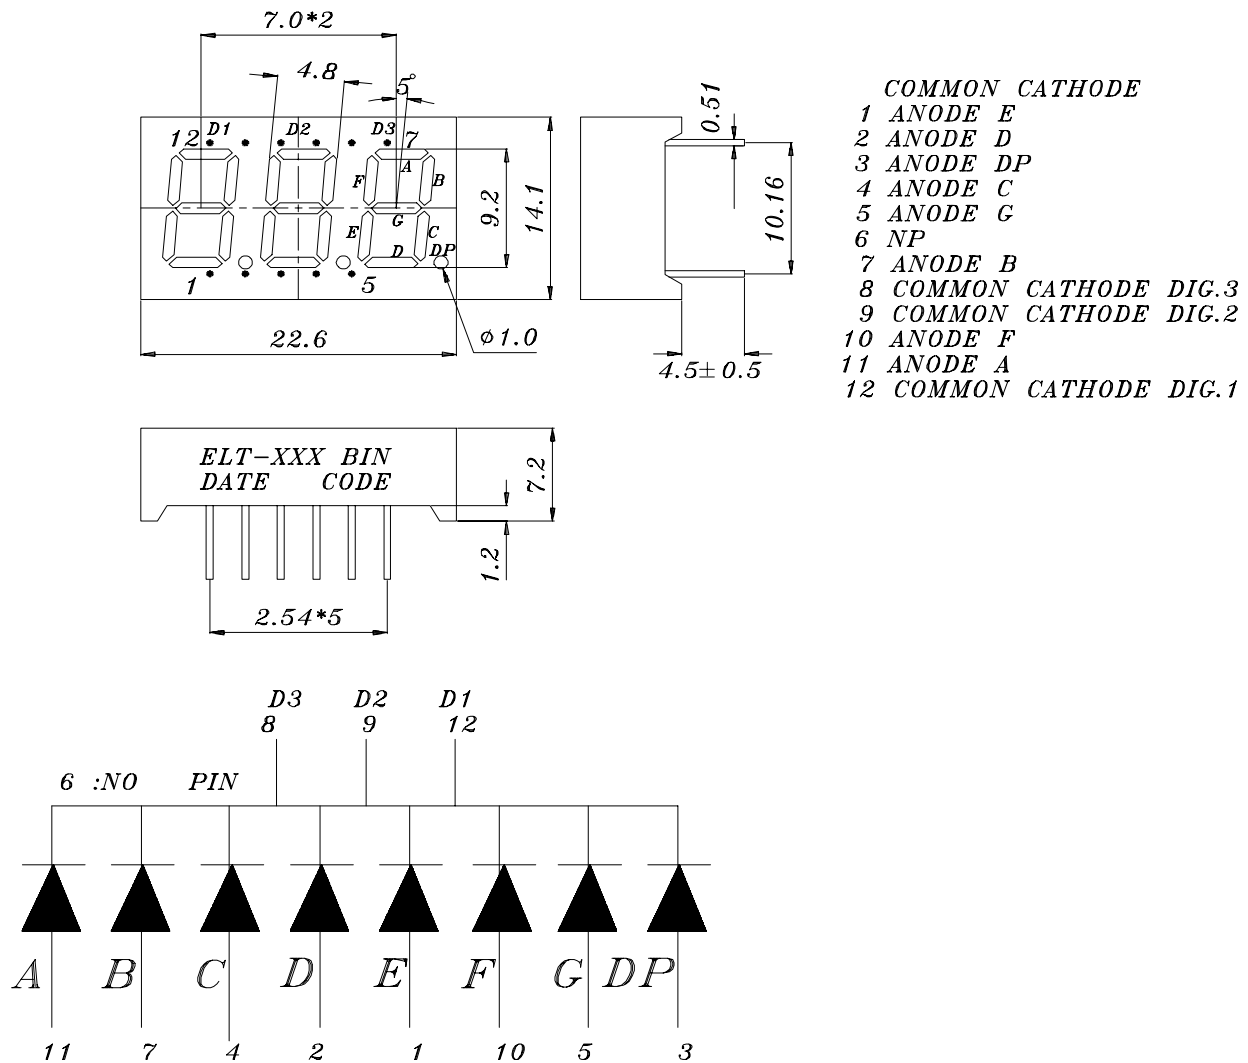 7.0*2
4.8
5°
12 D1 D2 D3 7
A
F B
G
E C
D DP
1 5
9.2
14.1
22.6
ø1.0
0.51
10.16
4.5±0.5
COMMON CATHODE
1 ANODE E
2 ANODE D
3 ANODE DP
4 ANODE C
5 ANODE G
6 NP
7 ANODE B
8 COMMON CATHODE DIG.3
9 COMMON CATHODE DIG.2
10 ANODE F
11 ANODE A
12 COMMON CATHODE DIG.1
ELT-XXX BIN
DATE CODE
7.2
1.2
2.54*5
D3 D2 D1
8 9 12
6 :NO PIN
A B C D E F G DP
11 7 4 2 1 10 5 3